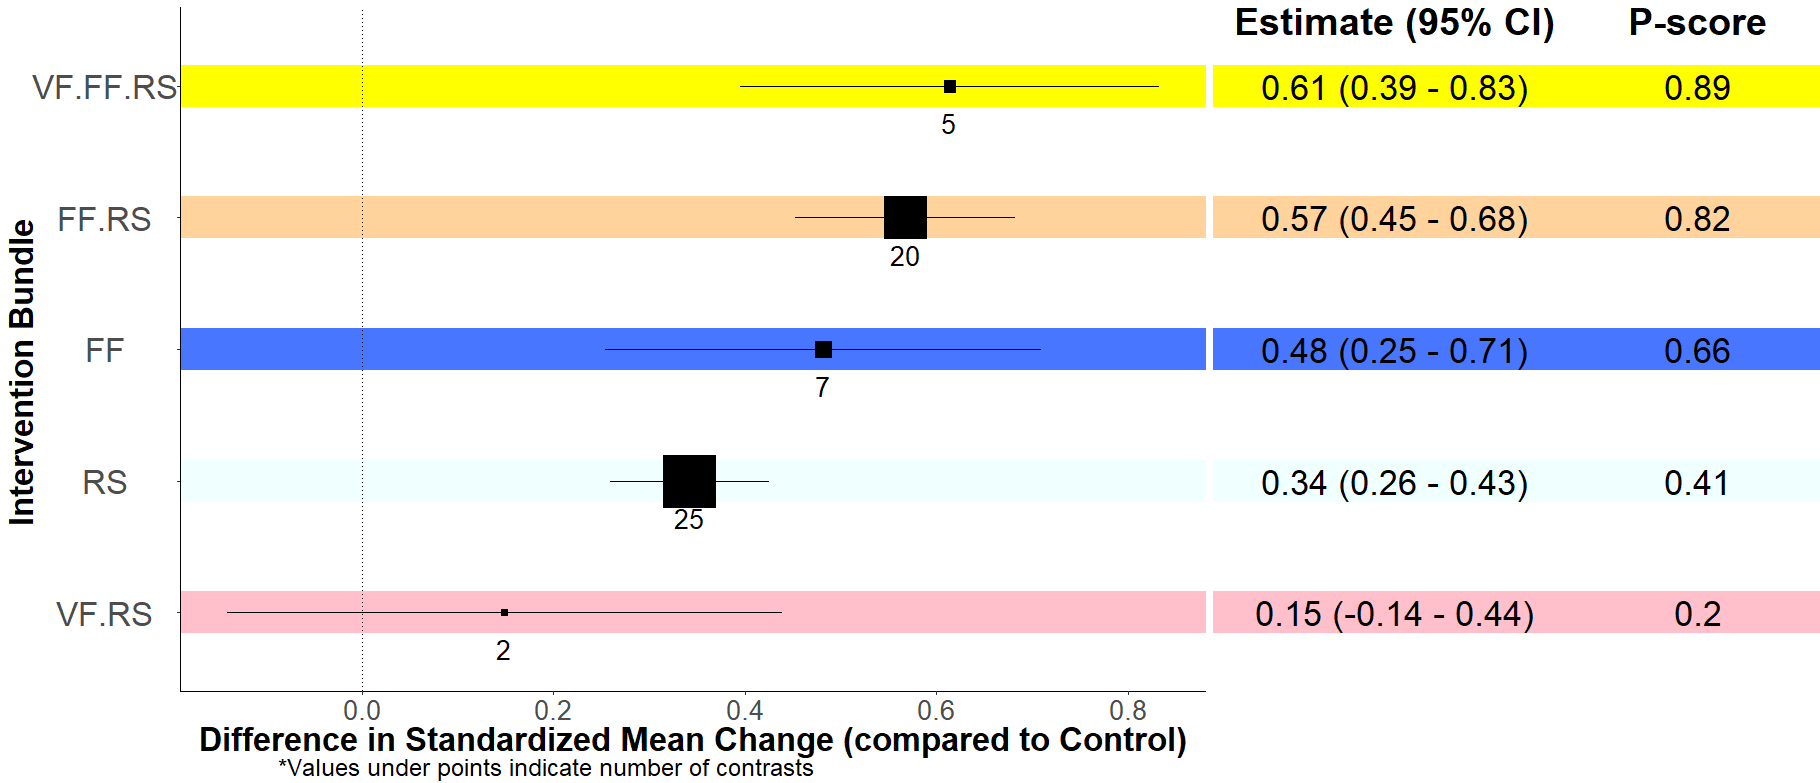 Estimate (95% CI) P-score
VF.FF.RS 0.61 (0.39 - 0.83) 0.89
5
FF.RS 0.57 (0.45 - 0.68) 0.82
20
FF 0.48 (0.25 - 0.71) 0.66
7
RS 0.34 (0.26 - 0.43) 0.41
25
VF.RS 0.15 (-0.14 - 0.44) 0.2
2
Intervention Bundle
0.0 0.2 0.4 0.6 0.8
Difference in Standardized Mean Change (compared to Control)
*Values under points indicate number of contrasts